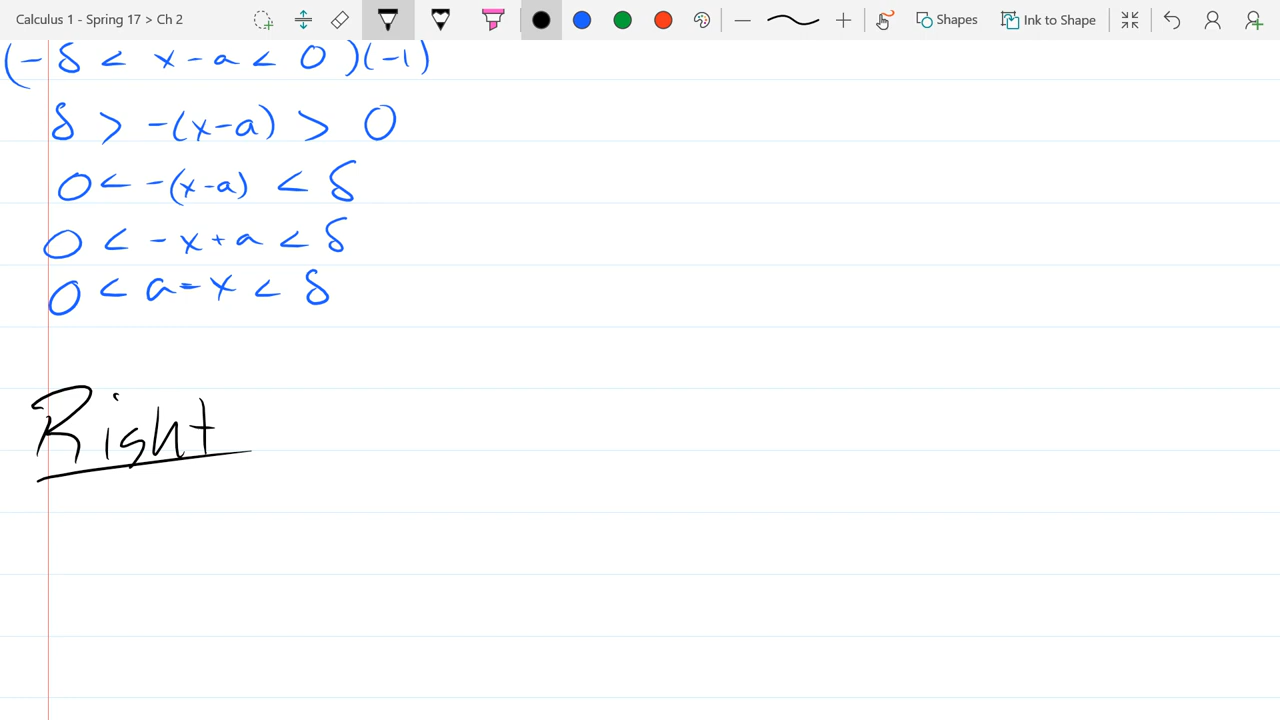 Calculus 1 - Spring 17 > Ch 2
Shapes
Ink to Shape
(-δ < x-a < 0)(-1)
δ > -(x-a) > 0
0 < -(x-a) < δ
0 < -x+a < δ
0 < a-x < δ
Right